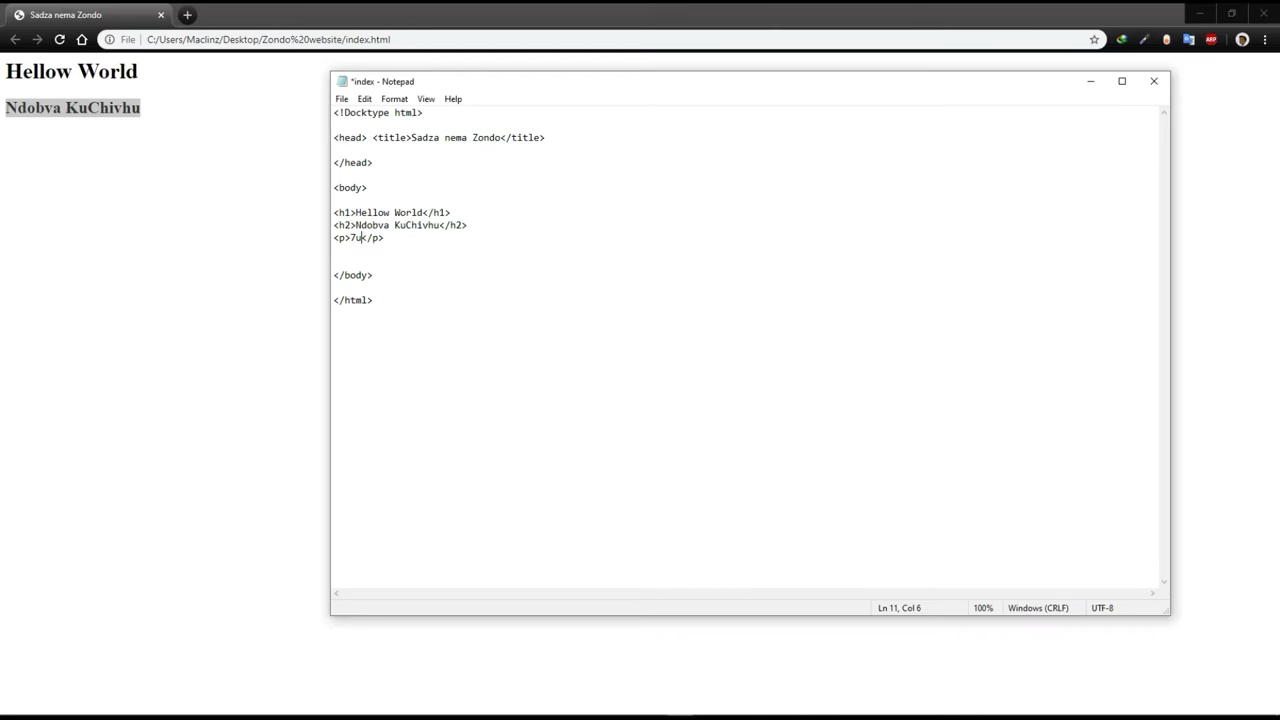 Sadza nema Zondo
File
C:/Users/Maclinz/Desktop/Zondo%20website/index.html
ABP
Hellow World
Ndobva KuChivhu
*index - Notepad
File Edit Format View Help
<!Docktype html>
<head> <title>Sadza nema Zondo</title>
</head>
<body>
<h1>Hellow World</h1>
<h2>Ndobva KuChivhu</h2>
<p>7u</p>
</body>
</html>
Ln 11, Col 6 100% Windows (CRLF) UTF-8